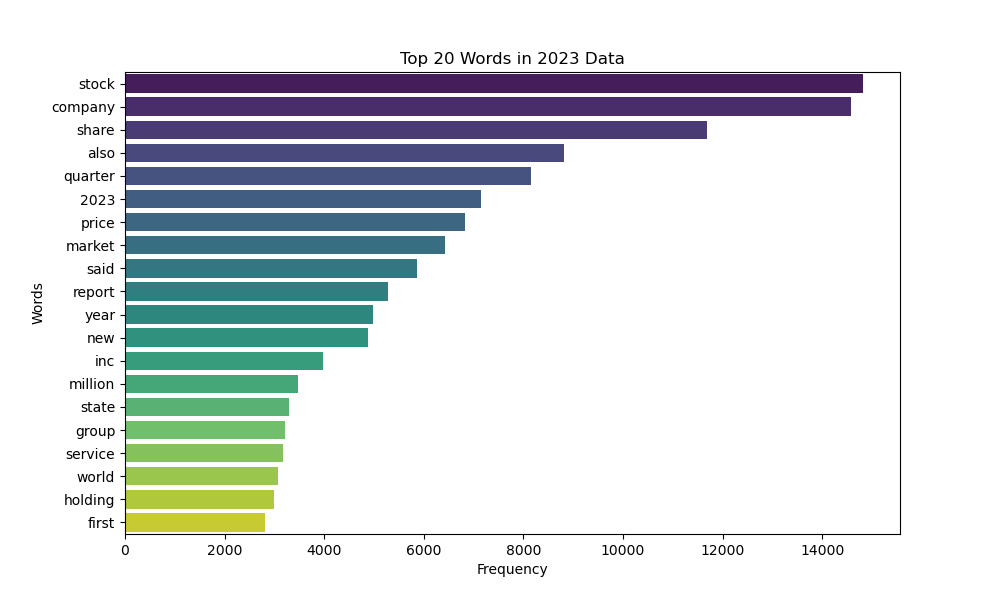 Top 20 Words in 2023 Data
stock
company
share
also
quarter
2023
price
market
said
report
year
new
inc
million
state
group
service
world
holding
first
Words
0 2000 4000 6000 8000 10000 12000 14000
Frequency